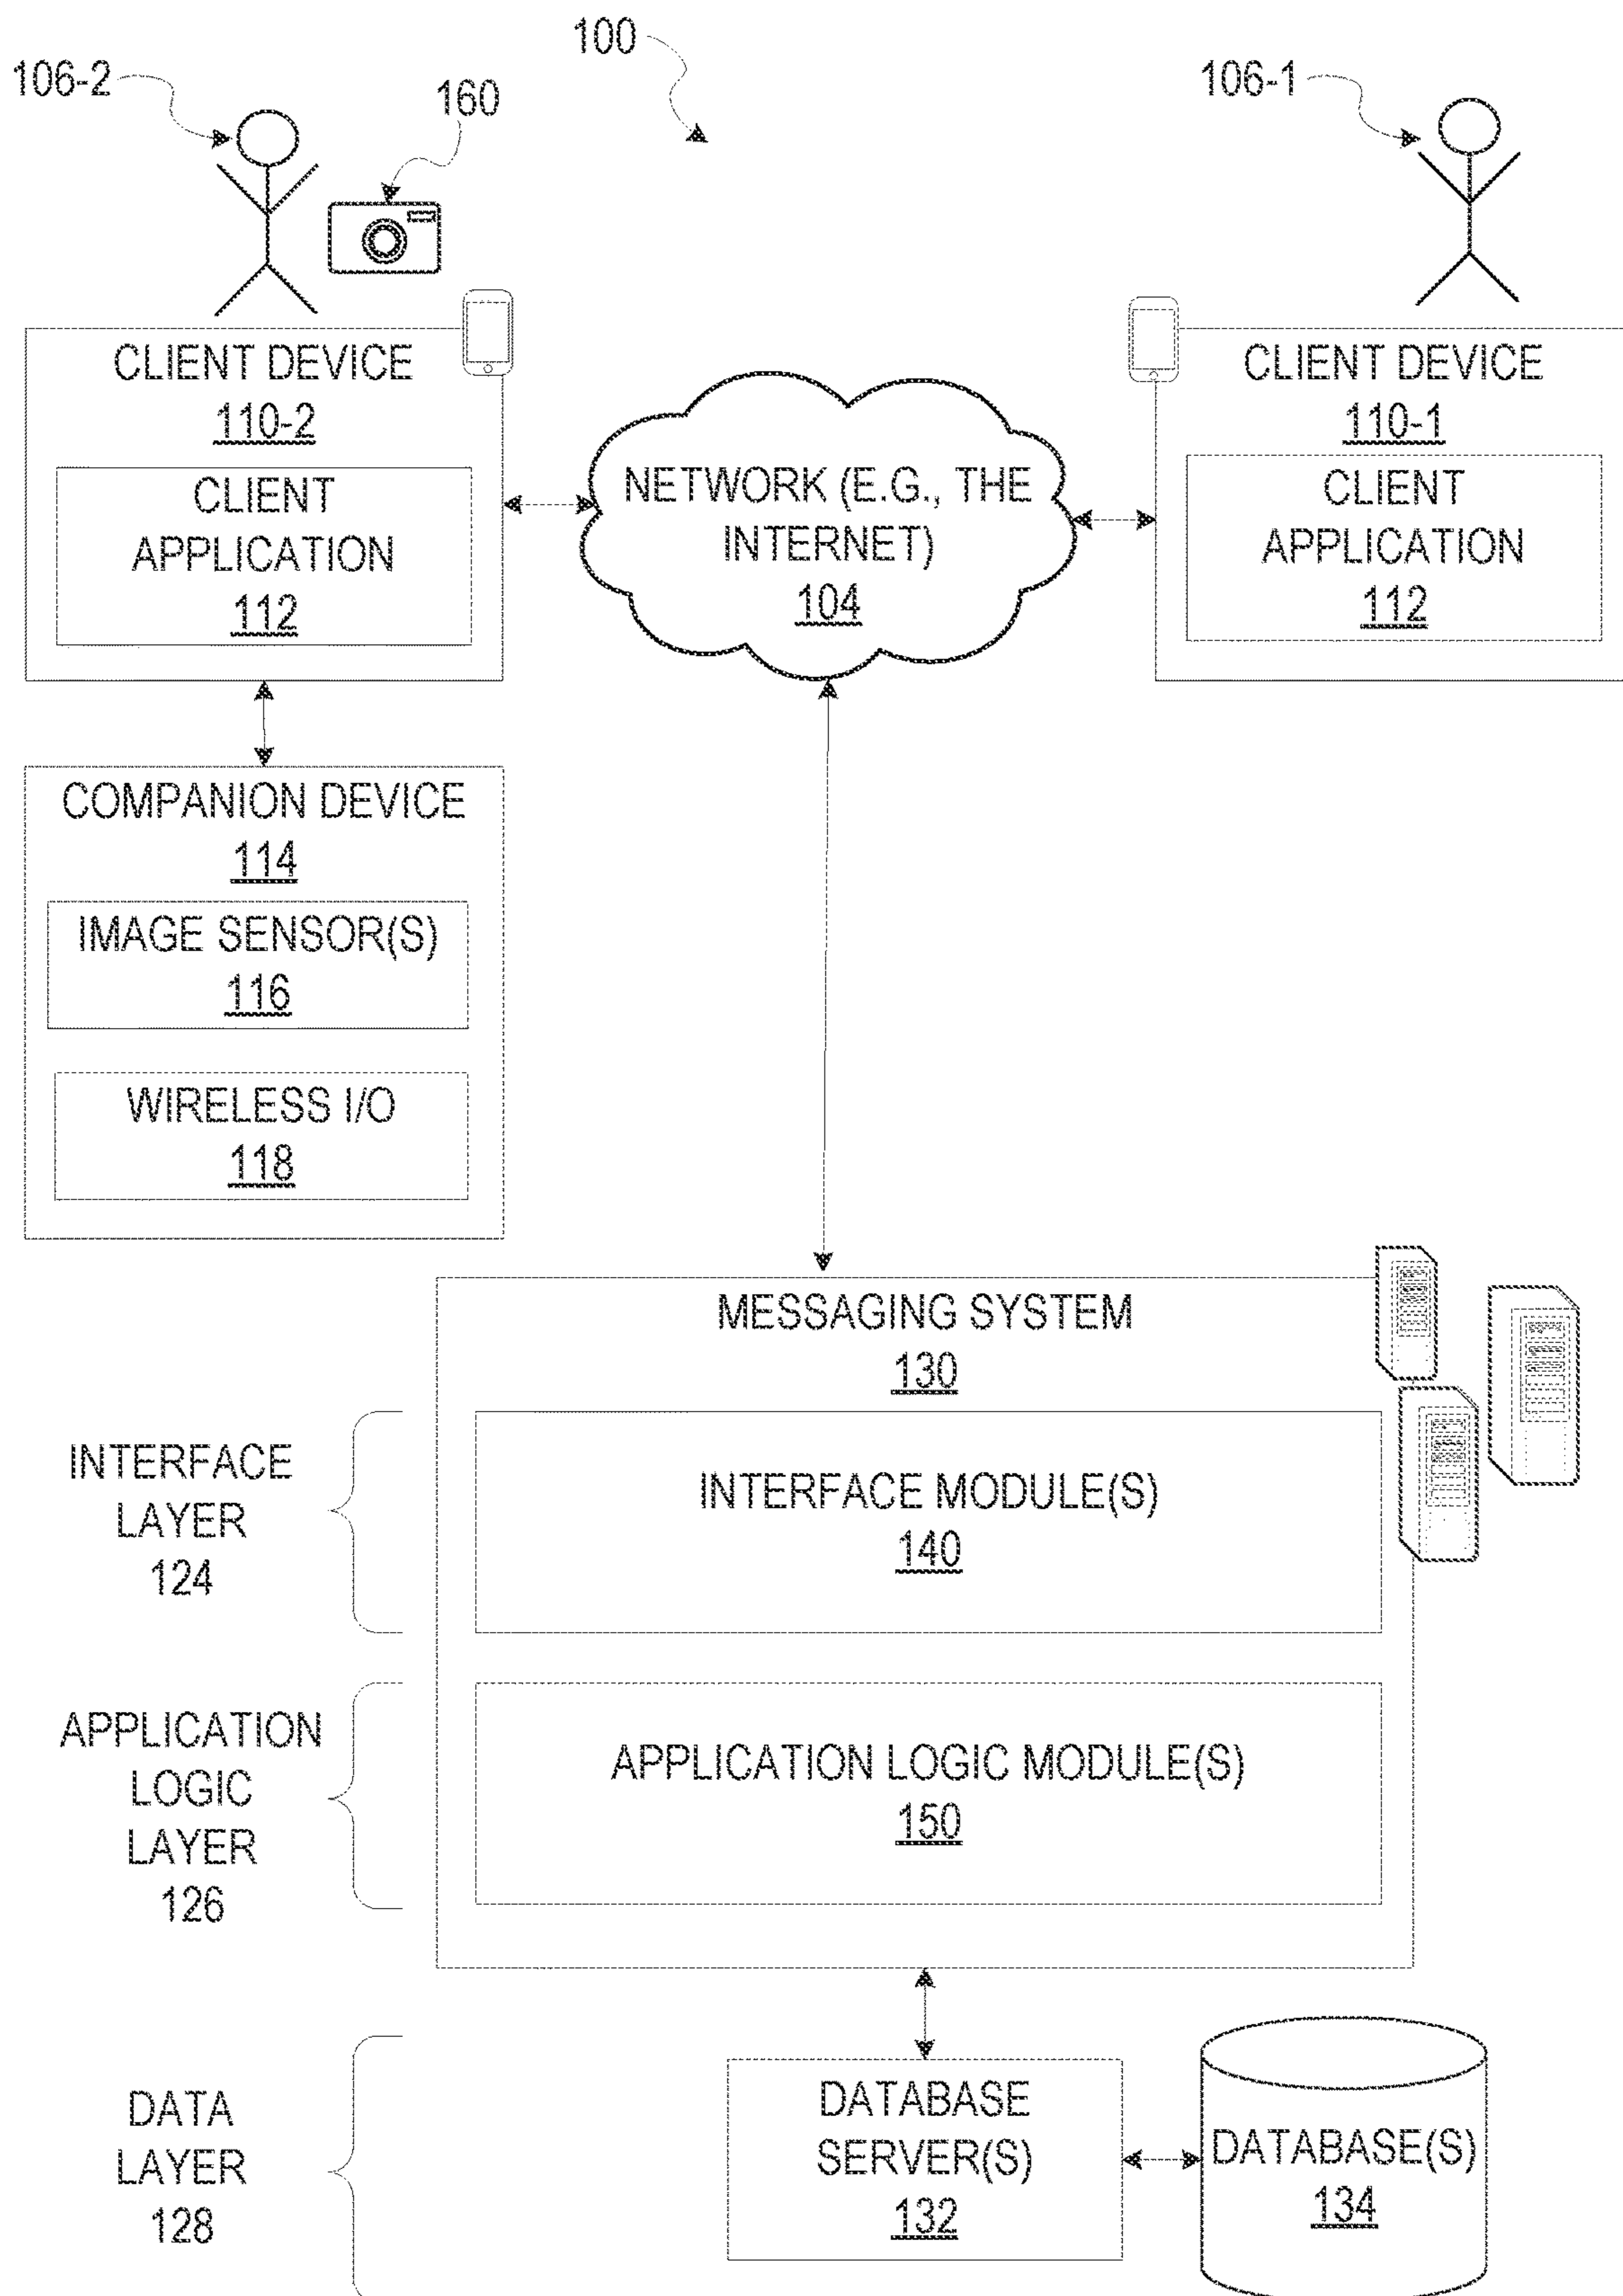 100
106-2
160
106-1
CLIENT DEVICE
110-2
CLIENT
APPLICATION
112
NETWORK (E.G., THE
INTERNET)
104
CLIENT DEVICE
110-1
CLIENT
APPLICATION
112
COMPANION DEVICE
114
IMAGE SENSOR(S)
116
WIRELESS I/O
118
MESSAGING SYSTEM
130
INTERFACE
LAYER
124
INTERFACE MODULE(S)
140
APPLICATION
LOGIC
LAYER
126
APPLICATION LOGIC MODULE(S)
150
DATA
LAYER
128
DATABASE
SERVER(S)
132
DATABASE(S)
134